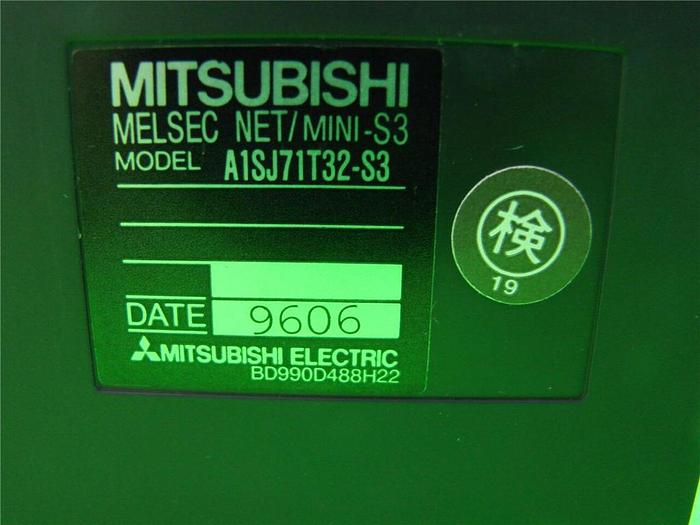 MITSUBISHI
MELSEC NET/MINI-S3
MODEL A1SJ71T32-S3
DATE 9606
MITSUBISHI ELECTRIC
BD990D488H22
検
19